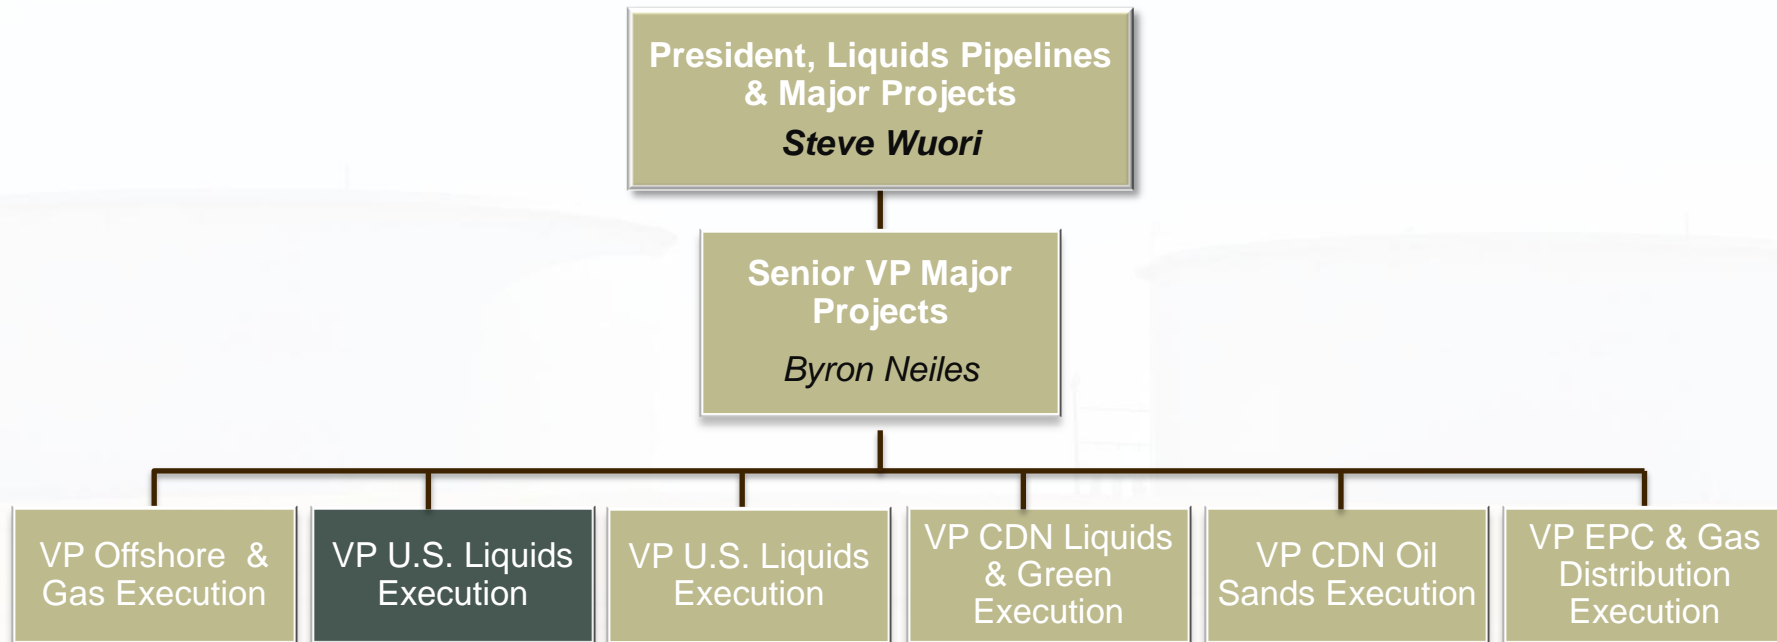 President, Liquids Pipelines
& Major Projects
Steve Wuori
Senior VP Major
Projects
Byron Neiles
VP Offshore & 
Gas Execution
VP U.S. Liquids
Execution
VP U.S. Liquids
Execution
VP CDN Liquids
& Green
Execution
VP CDN Oil
Sands Execution
VP EPC & Gas
Distribution
Execution